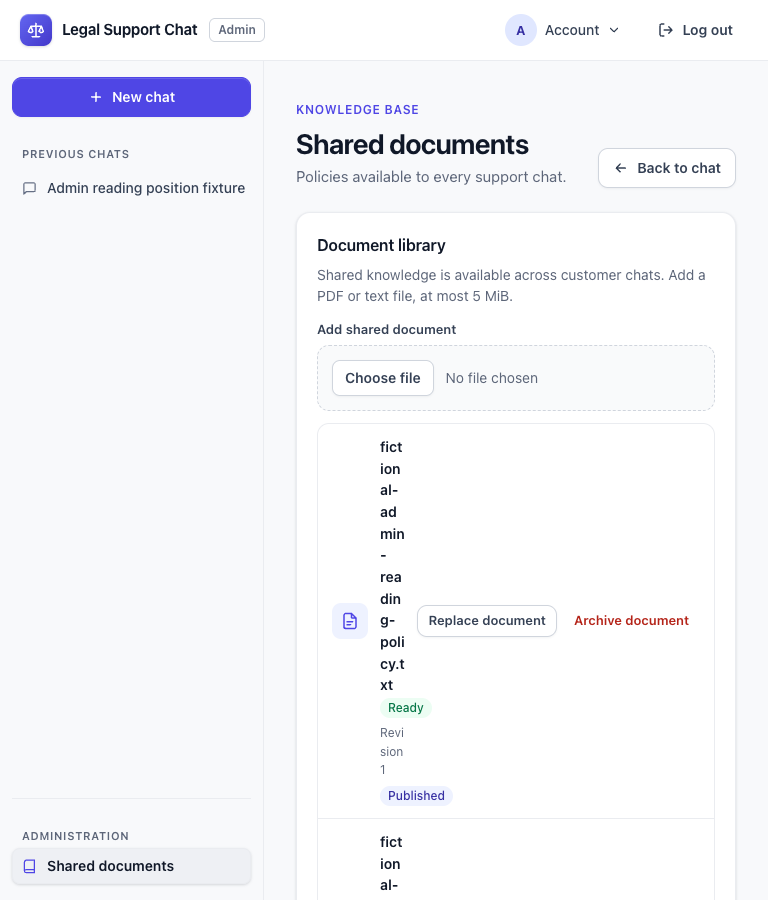 Legal Support Chat
Admin
A
Account
Log out
New chat
PREVIOUS CHATS
Admin reading position fixture
KNOWLEDGE BASE
Shared documents
Policies available to every support chat.
Back to chat
Document library
Shared knowledge is available across customer chats. Add a
PDF or text file, at most 5 MiB.
Add shared document
Choose file
No file chosen
fict
ion
al-
ad
min
-
rea
din
g-
poli
cy.t
xt
Ready
Revi
sion
1
Published
Replace document
Archive document
fict
ion
al-
ADMINISTRATION
Shared documents